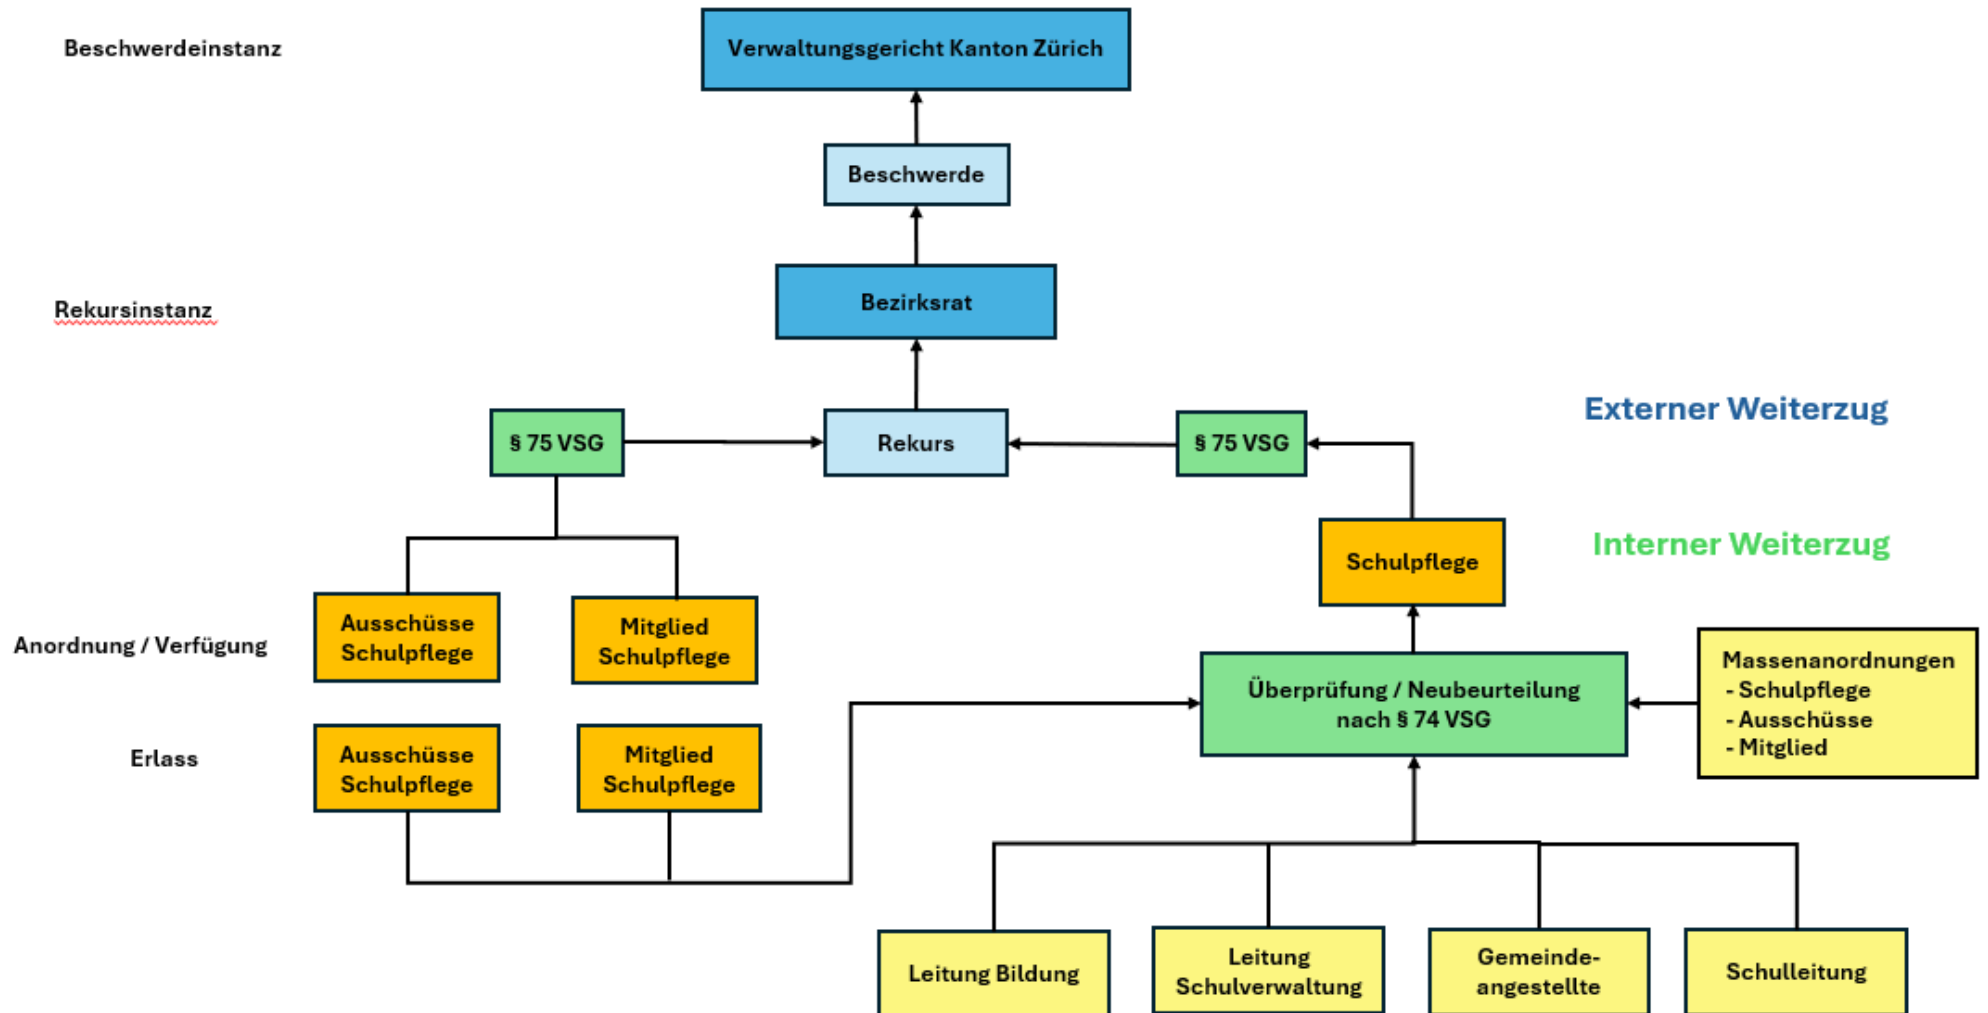 Beschwerdeinstanz
Verwaltungsgericht Kanton Zürich
Beschwerde
Rekursinstanz
Bezirksrat
Externer Weiterzug
§ 75 VSG
Rekurs
§ 75 VSG
Interner Weiterzug
Schulpflege
Anordnung / Verfügung
Ausschüsse
Schulpflege
Mitglied
Schulpflege
Überprüfung / Neubeurteilung
nach § 74 VSG
Massenanordnungen
- Schulpflege
- Ausschüsse
- Mitglied
Erlass
Ausschüsse
Schulpflege
Mitglied
Schulpflege
Leitung Bildung
Leitung
Schulverwaltung
Gemeinde-
angestellte
Schulleitung